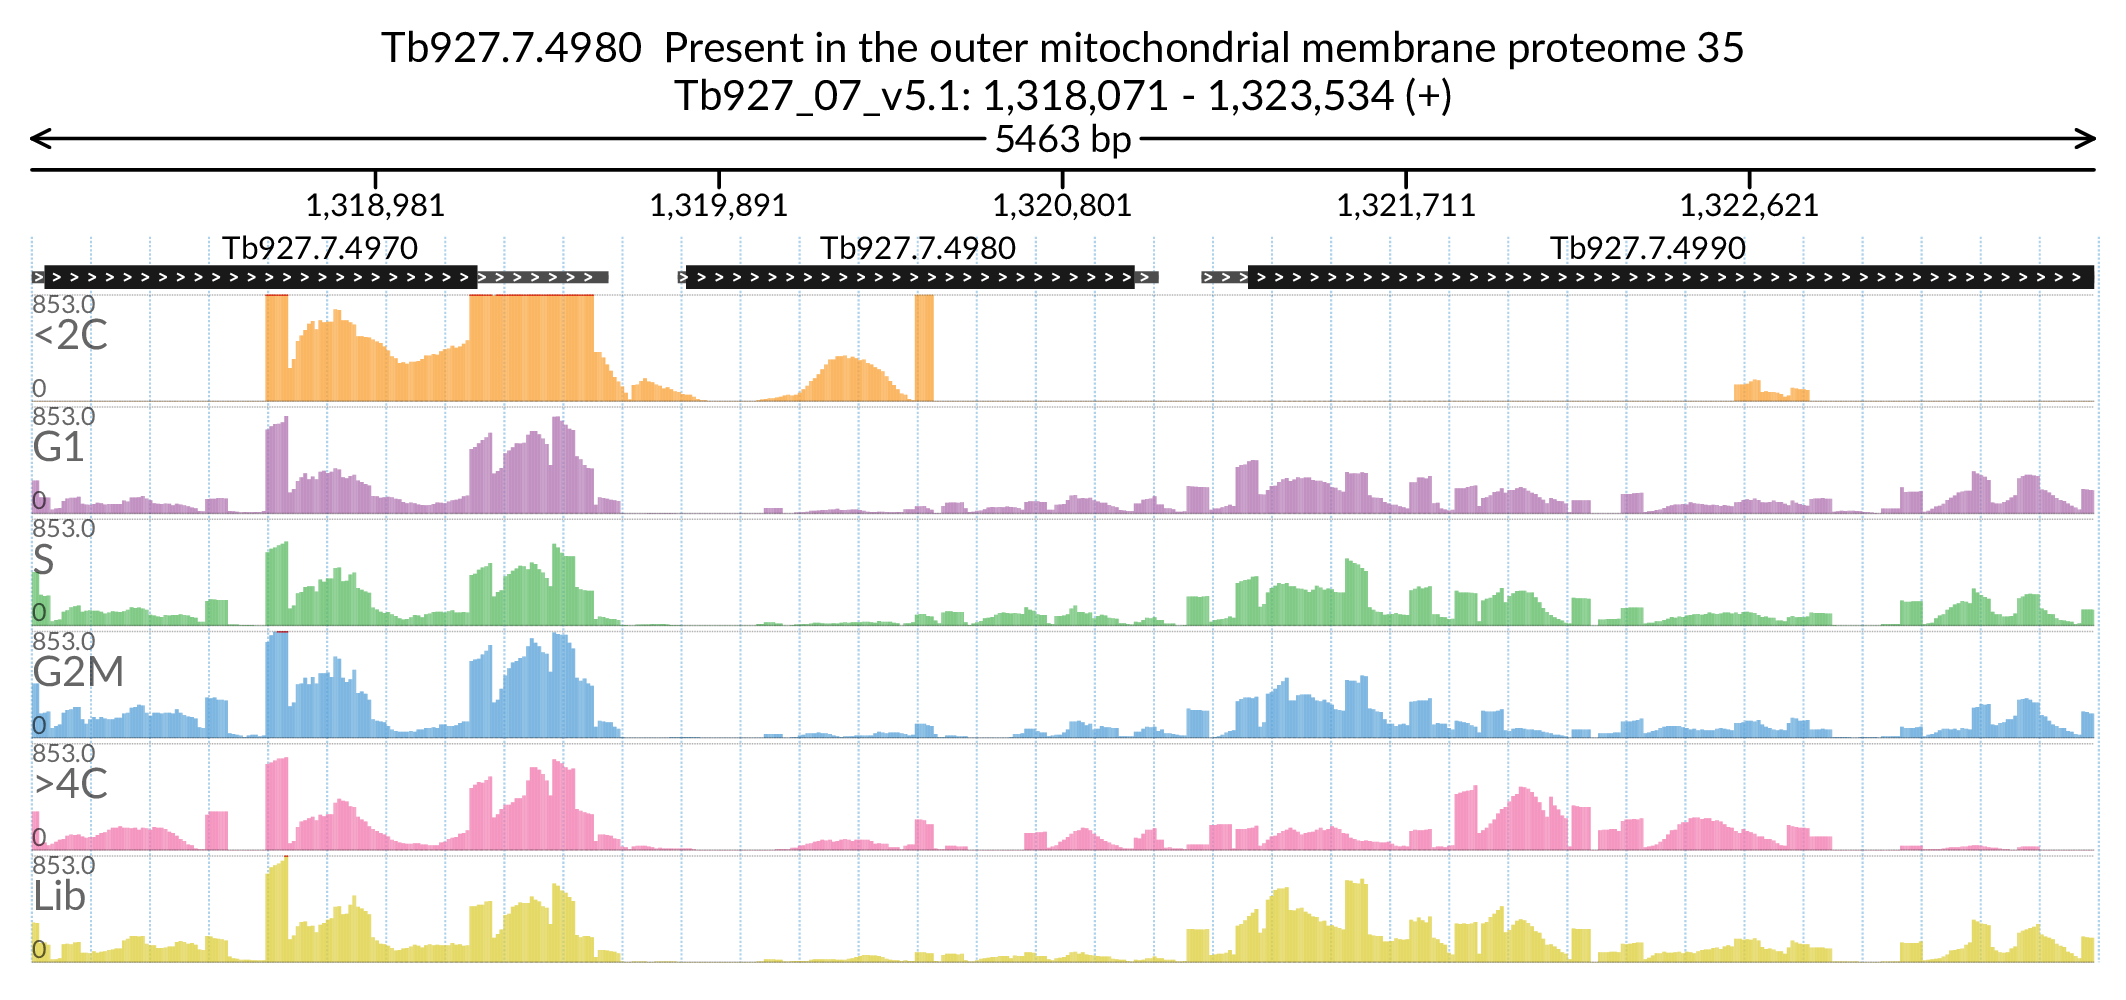 Tb927.7.4980  Present in the outer mitochondrial membrane proteome 35
Tb927_07_v5.1: 1,318,071 - 1,323,534 (+)
5463 bp
1,318,981 1,319,891 1,320,801 1,321,711 1,322,621
Tb927.7.4970 Tb927.7.4980 Tb927.7.4990
853.0
<2C
0
853.0
G1
0
853.0
S
0
853.0
G2M
0
853.0
>4C
0
853.0
Lib
0